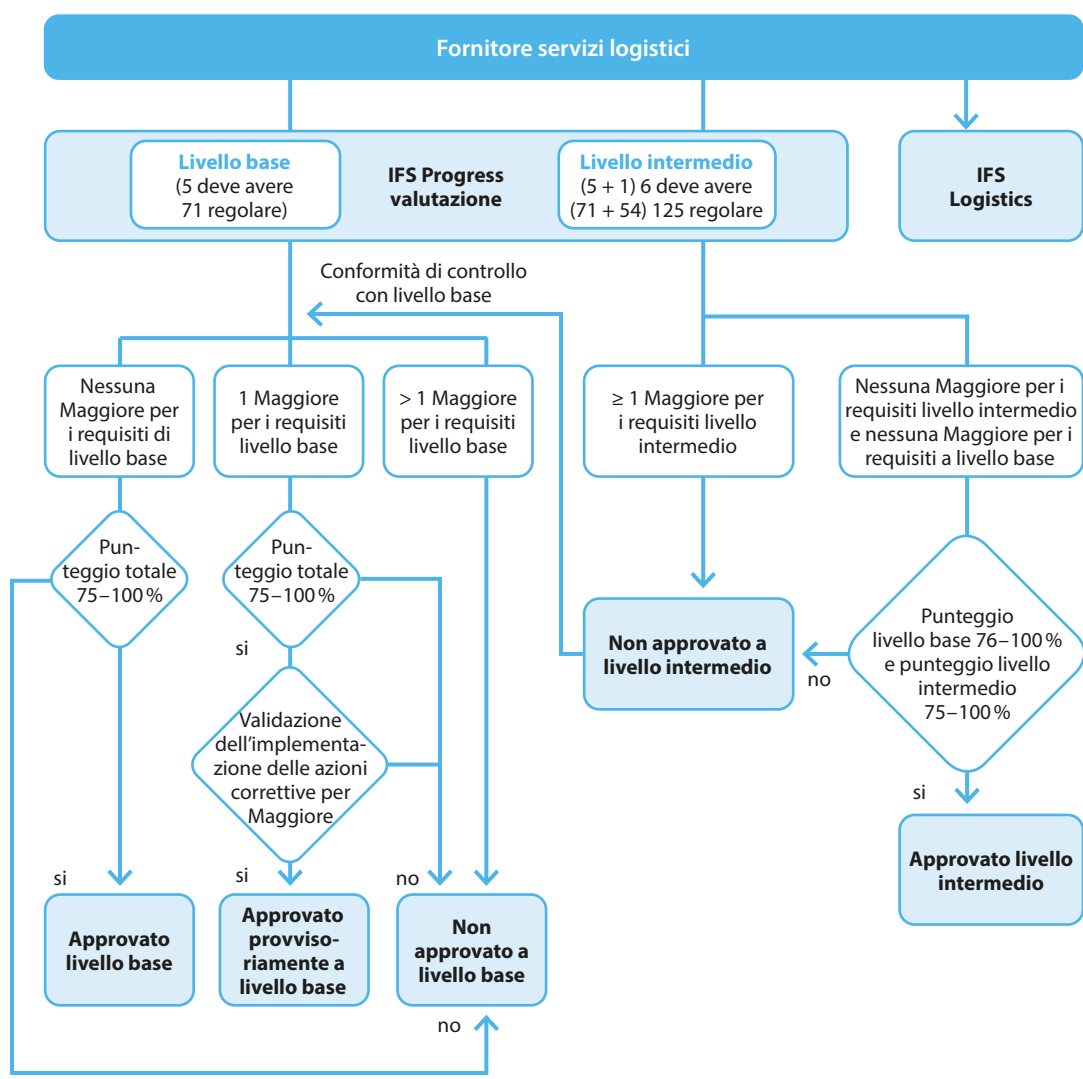 Fornitore servizi logistici
Livello base
(5 deve avere
71 regolare)
IFS Progress
valutazione
Livello intermedio
(5 + 1) 6 deve avere
(71 + 54) 125 regolare
IFS
Logistics
Conformità di controllo
con livello base
Nessuna
Maggiore per
i requisiti di
livello base
1 Maggiore
per i requisiti
livello base
> 1 Maggiore
per i requisiti
livello base
≥ 1 Maggiore per
i requisiti livello
intermedio
Nessuna Maggiore per i
requisiti livello intermedio
e nessuna Maggiore per i
requisiti a livello base
Pun-
teggio totale
75–100 %
Pun-
teggio totale
75–100 %
si
Non approvato a
livello intermedio
no
Punteggio
livello base 76–100 %
e punteggio livello
intermedio
75–100 %
Validazione
dell'implementa-
zione delle azioni
correttive per
Maggiore
si
Approvato livello
intermedio
si
si
no
Approvato
livello base
Approvato
provviso-
riamente a
livello base
Non
approvato a
livello base
no